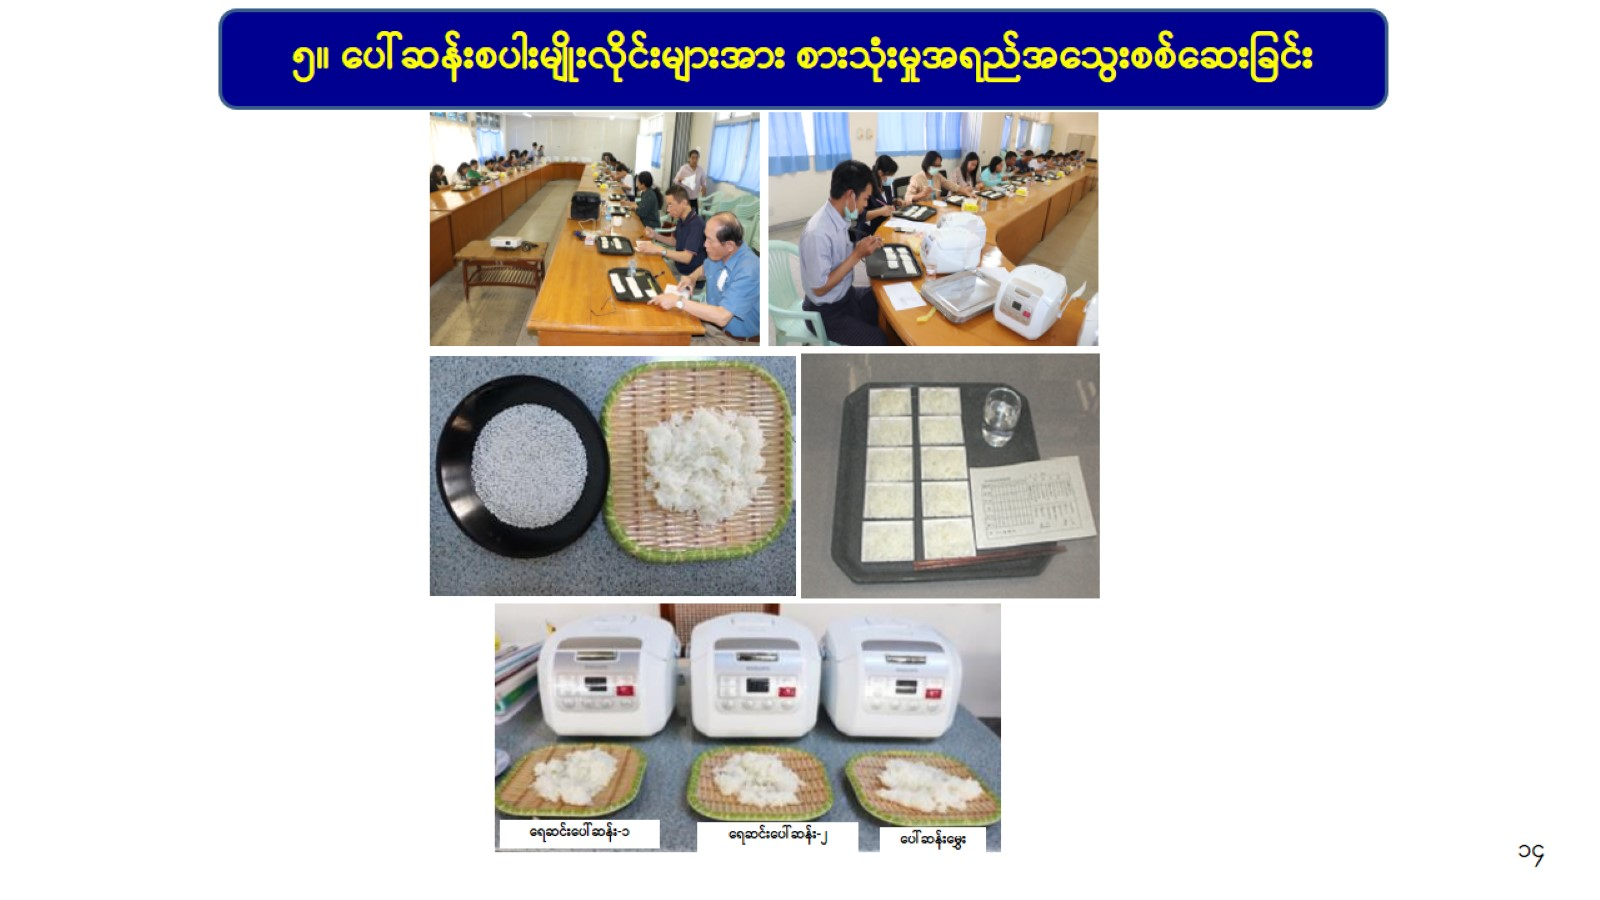 ၅။ ပေါ်ဆန်းစပါးမျိုးလိုင်းများအား စားသုံးမှုအရည်အသွေးစစ်ဆေးခြင်း
ရေဆင်းပေါ်ဆန်း-၁
ရေဆင်းပေါ်ဆန်း-၂
ပေါ်ဆန်းမွှေး
၁၄